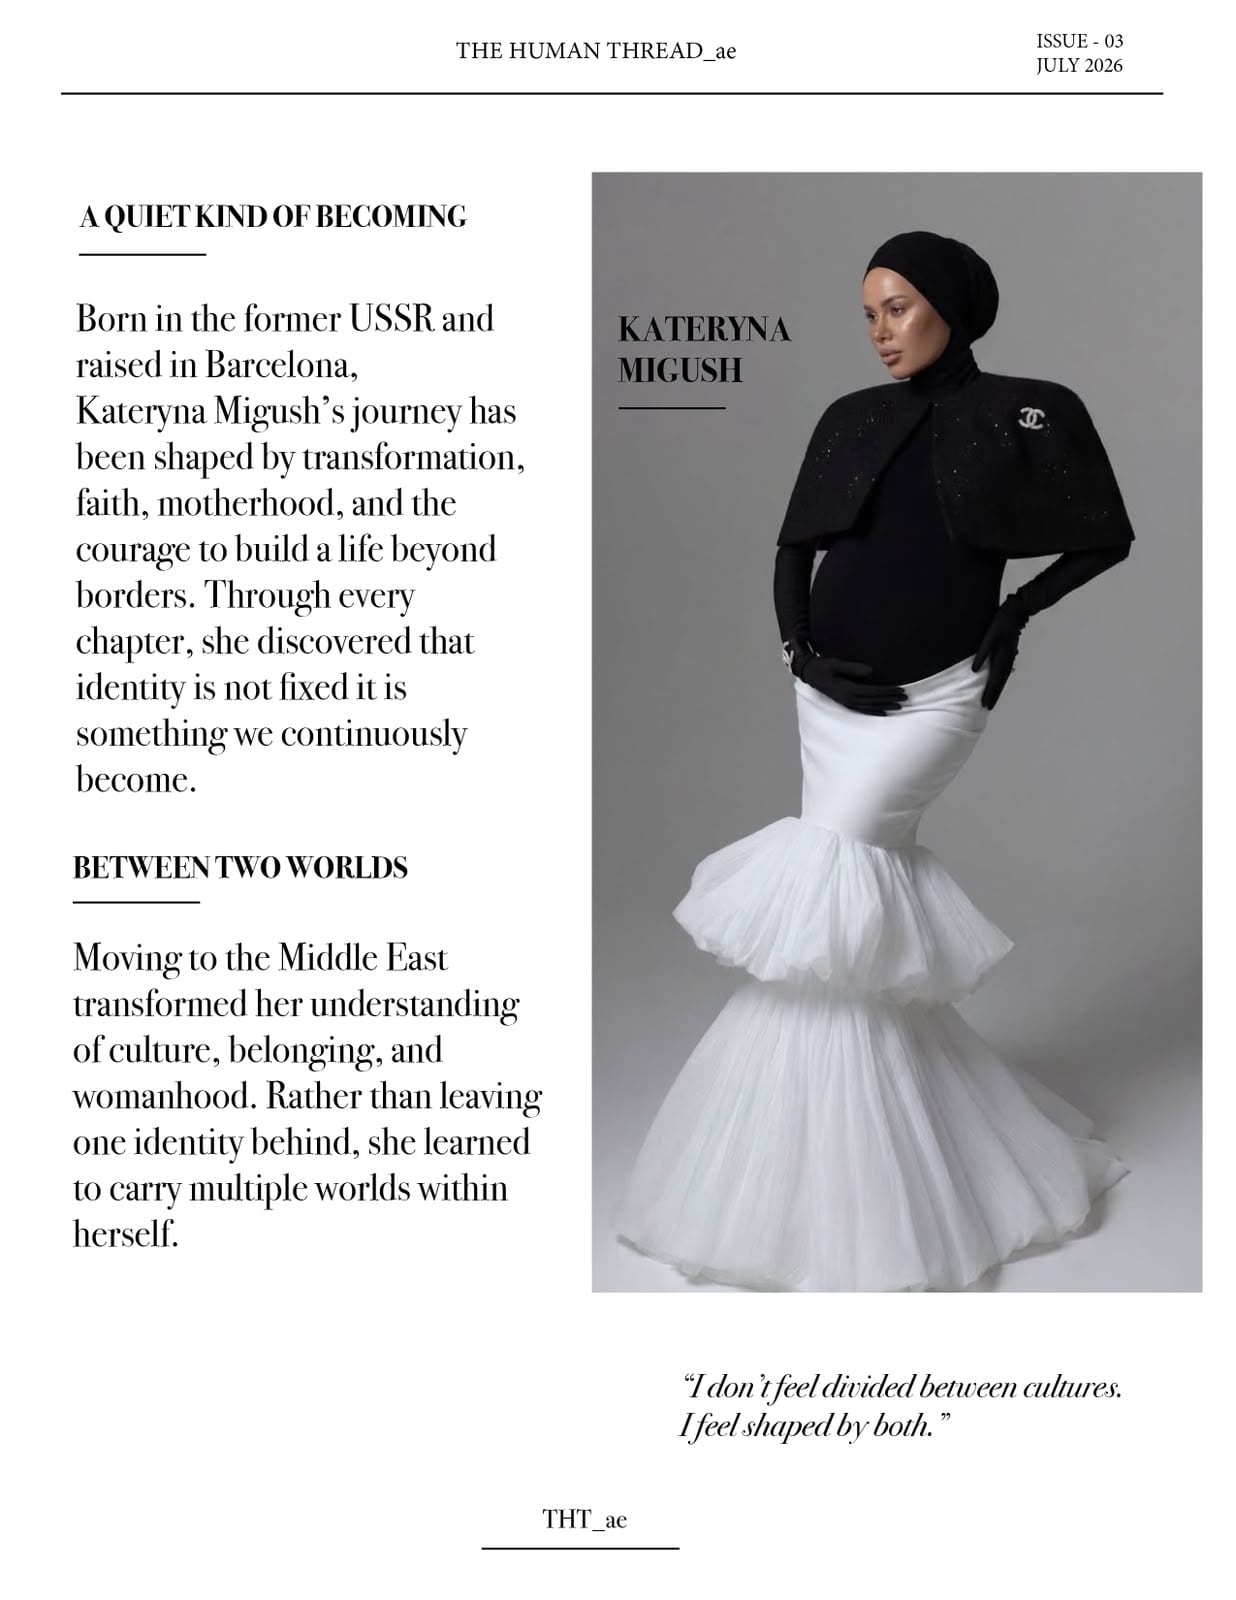 THE HUMAN THREAD_ae
ISSUE - 03
JULY 2026
A QUIET KIND OF BECOMING
Born in the former USSR and
raised in Barcelona,
Kateryna Migush’s journey has
been shaped by transformation,
faith, motherhood, and the
courage to build a life beyond
borders. Through every
chapter, she discovered that
identity is not fixed it is
something we continuously
become.
BETWEEN TWO WORLDS
Moving to the Middle East
transformed her understanding
of culture, belonging, and
womanhood. Rather than leaving
one identity behind, she learned
to carry multiple worlds within
herself.
KATERYNA
MIGUSH
“I don’t feel divided between cultures.
I feel shaped by both.”
THT_ae